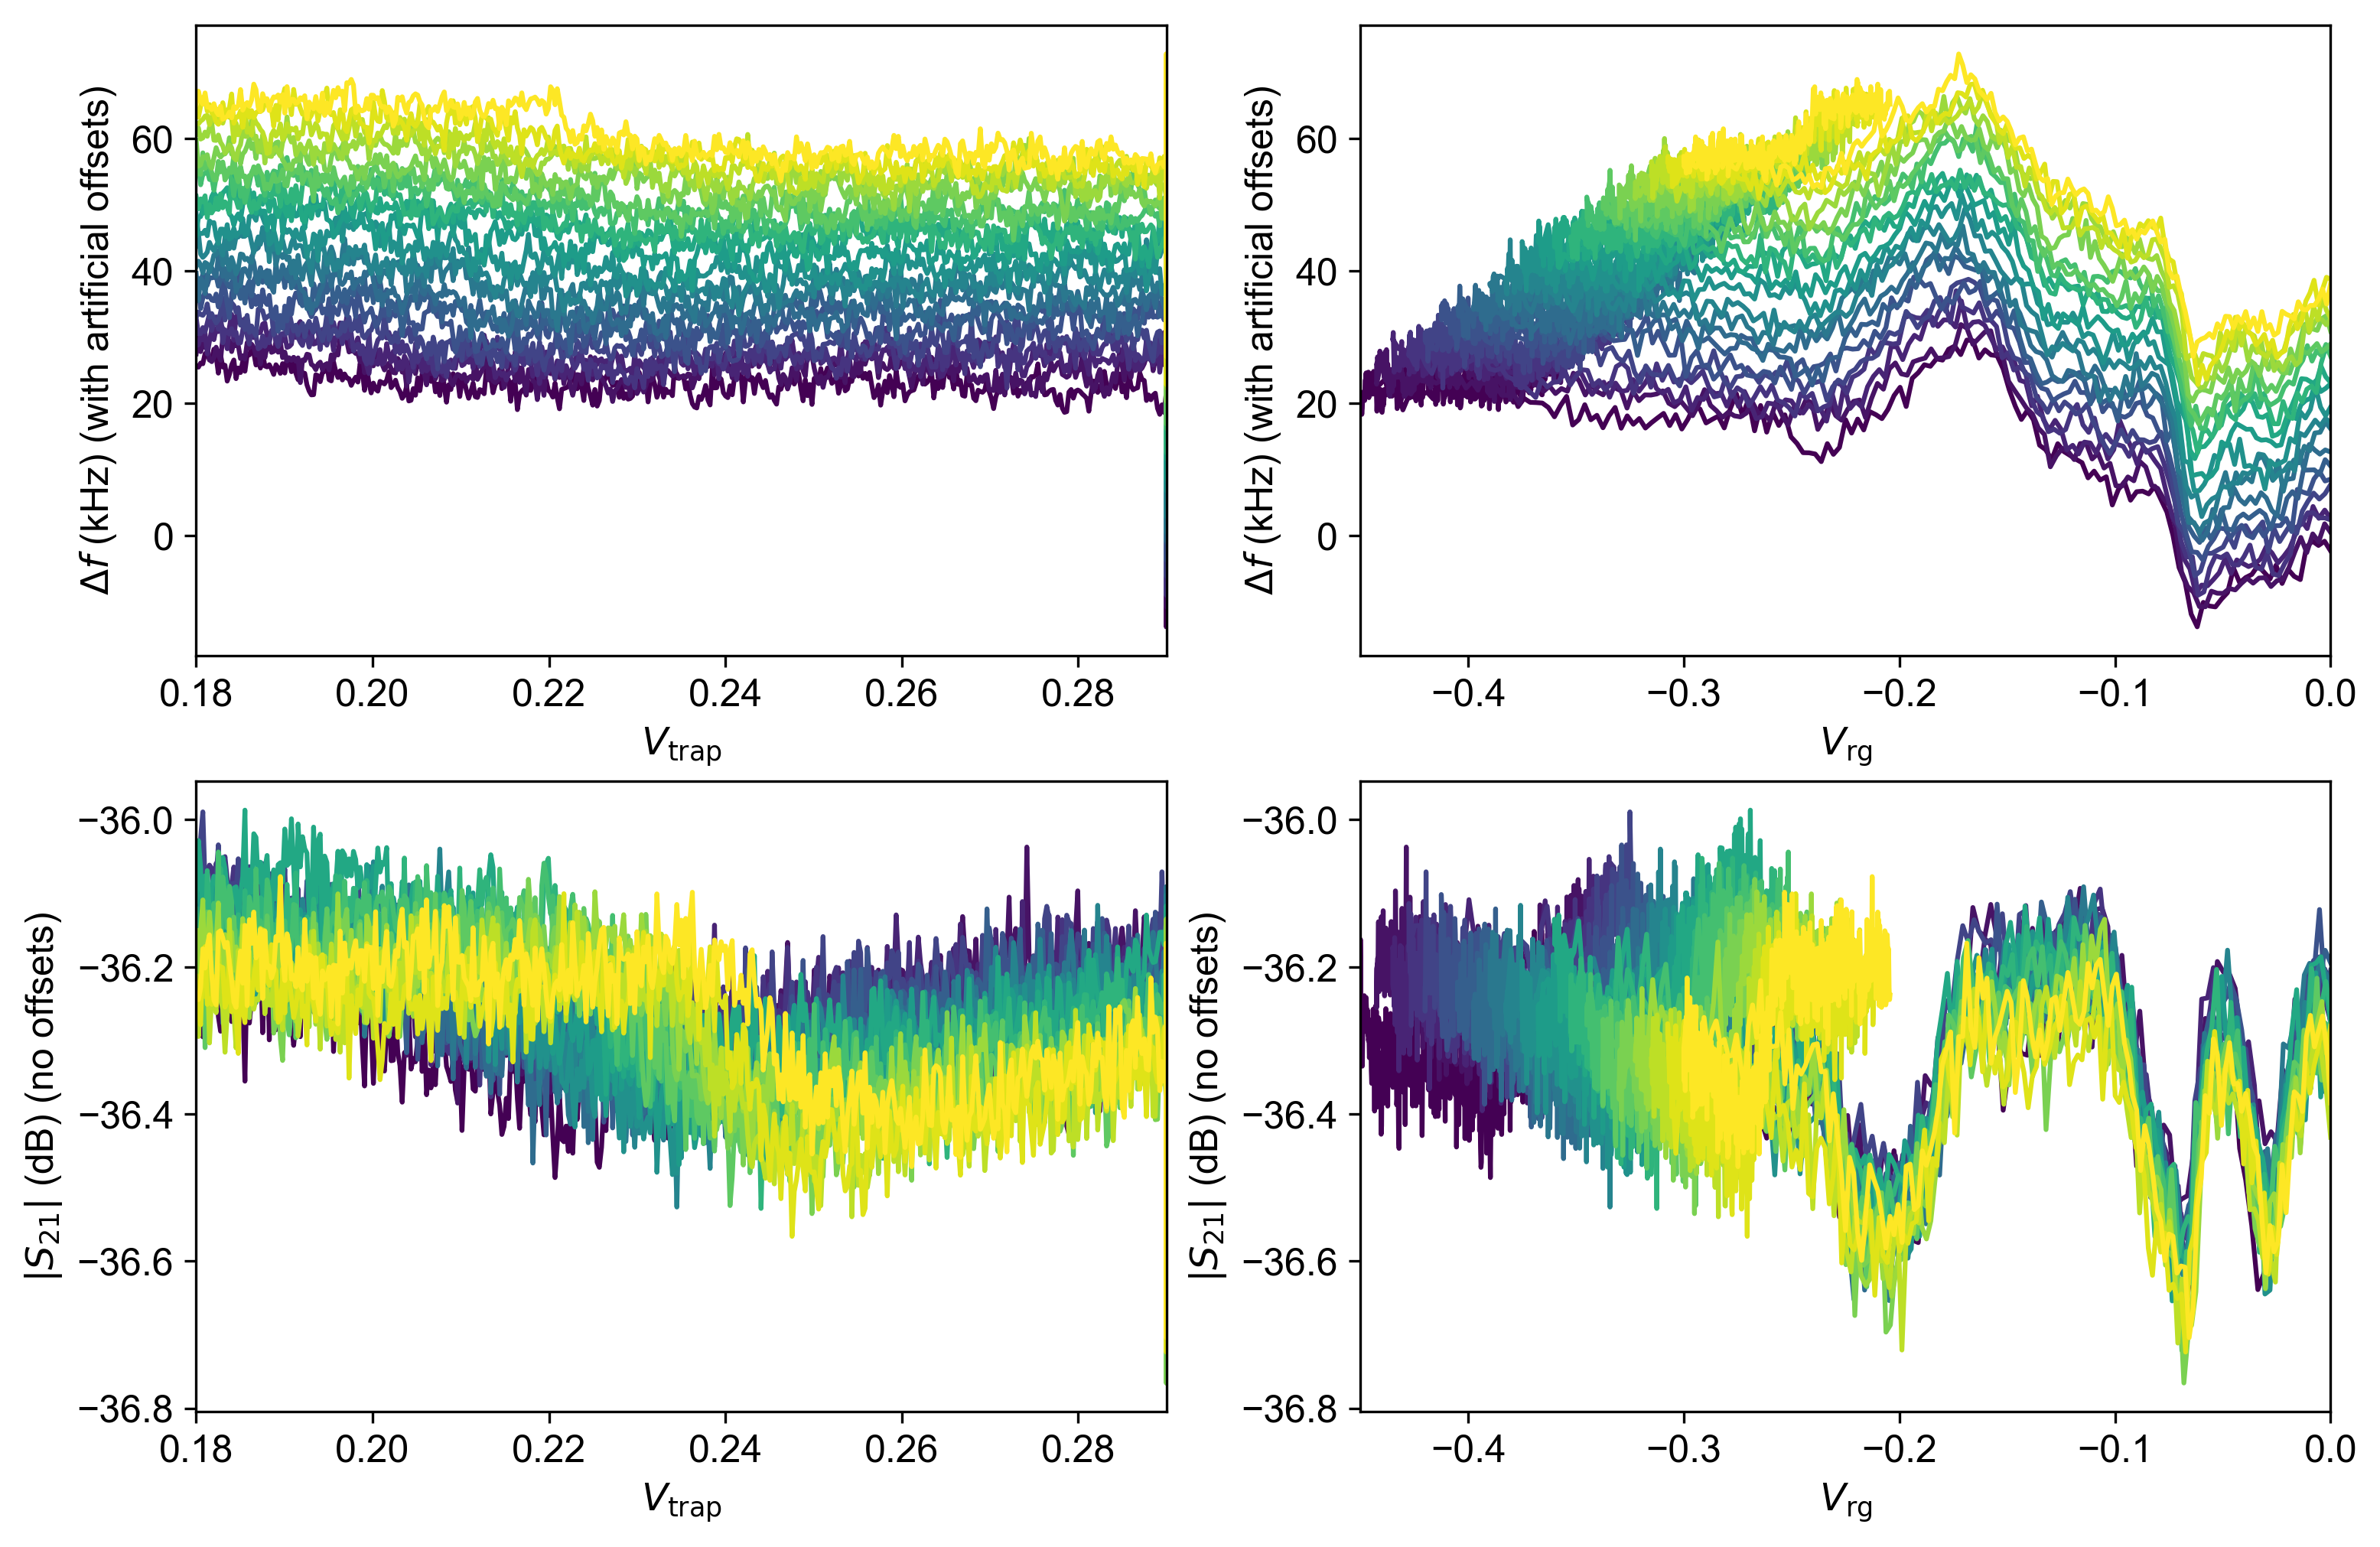 Δf (kHz) (with artificial offsets)
60
40
20
0
0.18 0.20 0.22 0.24 0.26 0.28
V_trap
Δf (kHz) (with artificial offsets)
60
40
20
0
−0.4 −0.3 −0.2 −0.1 0.0
V_rg
|S_21| (dB) (no offsets)
−36.0
−36.2
−36.4
−36.6
−36.8
0.18 0.20 0.22 0.24 0.26 0.28
V_trap
|S_21| (dB) (no offsets)
−36.0
−36.2
−36.4
−36.6
−36.8
−0.4 −0.3 −0.2 −0.1 0.0
V_rg